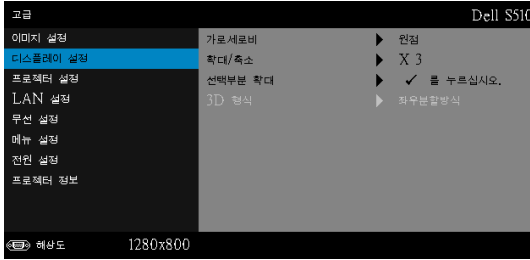 고급 Dell S510
이미지 설정
디스플레이 설정
프로젝터 설정
LAN 설정
무선 설정
메뉴 설정
전원 설정
프로젝터 정보
가로세로비 원점
확대/축소 X 3
선택부분 확대 ✓ 를 누르십시오.
3D 형식 좌우분할방식
해상도 1280x800